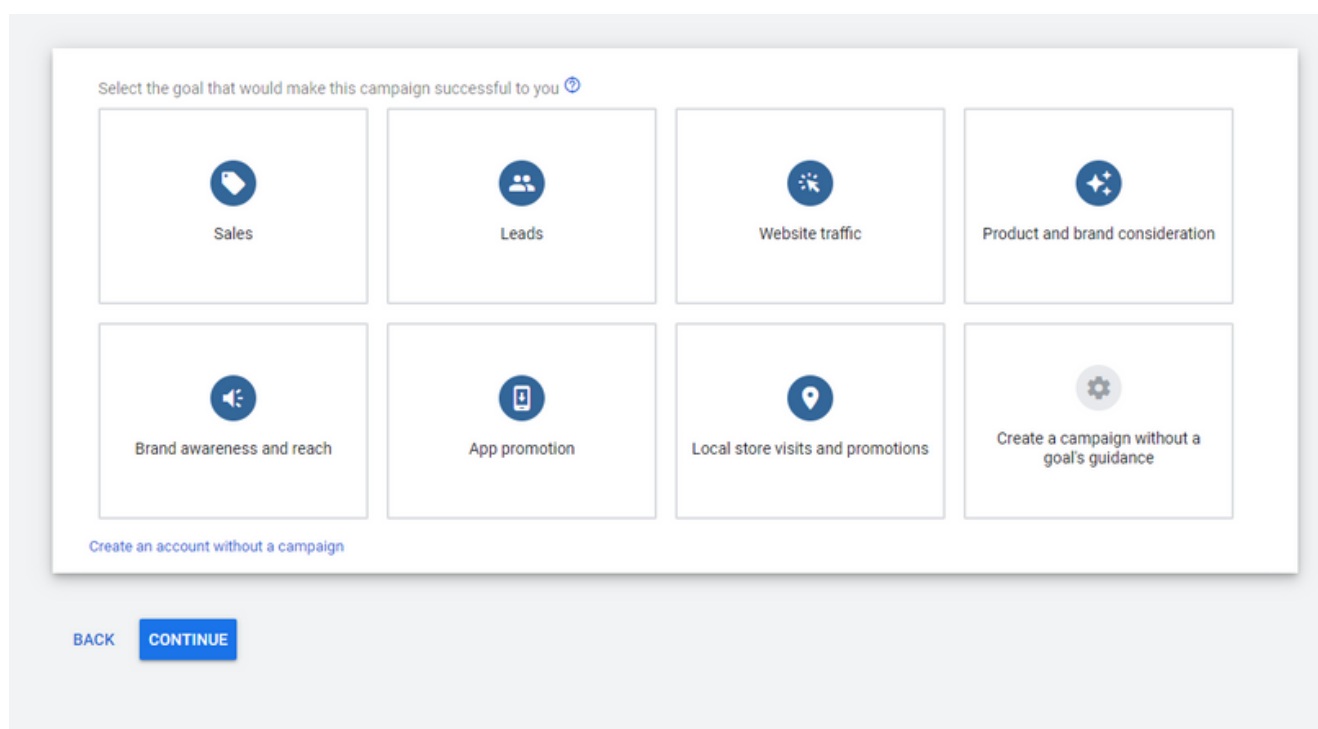 Select the goal that would make this campaign successful to you
Sales
Leads
Website traffic
Product and brand consideration
Brand awareness and reach
App promotion
Local store visits and promotions
Create a campaign without a
goal's guidance
Create an account without a campaign
BACK
CONTINUE